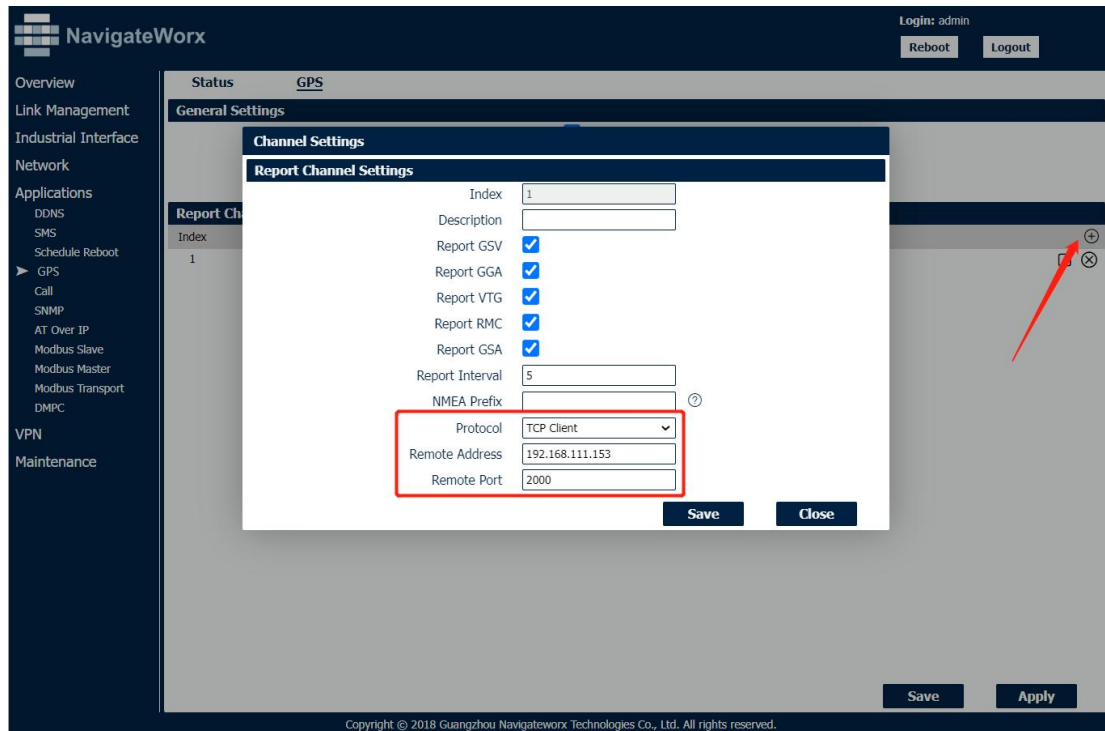 NavigateWorx
Login: admin
Reboot Logout
Overview
Link Management
Industrial Interface
Network
Applications
DDNS
SMS
Schedule Reboot
GPS
Call
SNMP
AT Over IP
Modbus Slave
Modbus Master
Modbus Transport
DMPC
VPN
Maintenance
Status GPS
General Settings
Report Ch
Index
1
Channel Settings
Report Channel Settings
Index 1
Description
Report GSV
Report GGA
Report VTG
Report RMC
Report GSA
Report Interval 5
NMEA Prefix ?
Protocol TCP Client
Remote Address 192.168.111.153
Remote Port 2000
Save Close
Save Apply
Copyright © 2018 Guangzhou Navigateworx Technologies Co., Ltd. All rights reserved.